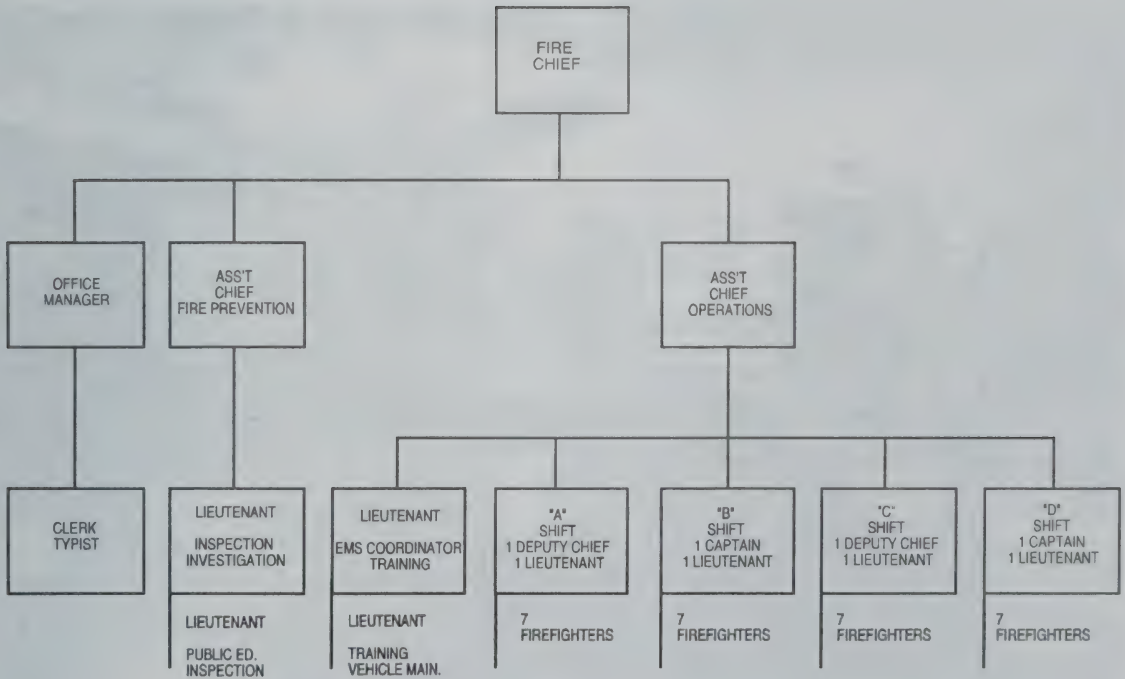 FIRE
CHIEF
OFFICE
MANAGER
ASS'T
CHIEF
FIRE PREVENTION
ASS'T
CHIEF
OPERATIONS
CLERK
TYPIST
LIEUTENANT
INSPECTION
INVESTIGATION
LIEUTENANT
PUBLIC ED.
INSPECTION
LIEUTENANT
EMS COORDINATOR
TRAINING
LIEUTENANT
TRAINING
VEHICLE MAIN.
"A"
SHIFT
1 DEPUTY CHIEF
1 LIEUTENANT
7
FIREFIGHTERS
"B"
SHIFT
1 CAPTAIN
1 LIEUTENANT
7
FIREFIGHTERS
"C"
SHIFT
1 DEPUTY CHIEF
1 LIEUTENANT
7
FIREFIGHTERS
"D"
SHIFT
1 CAPTAIN
1 LIEUTENANT
7
FIREFIGHTERS